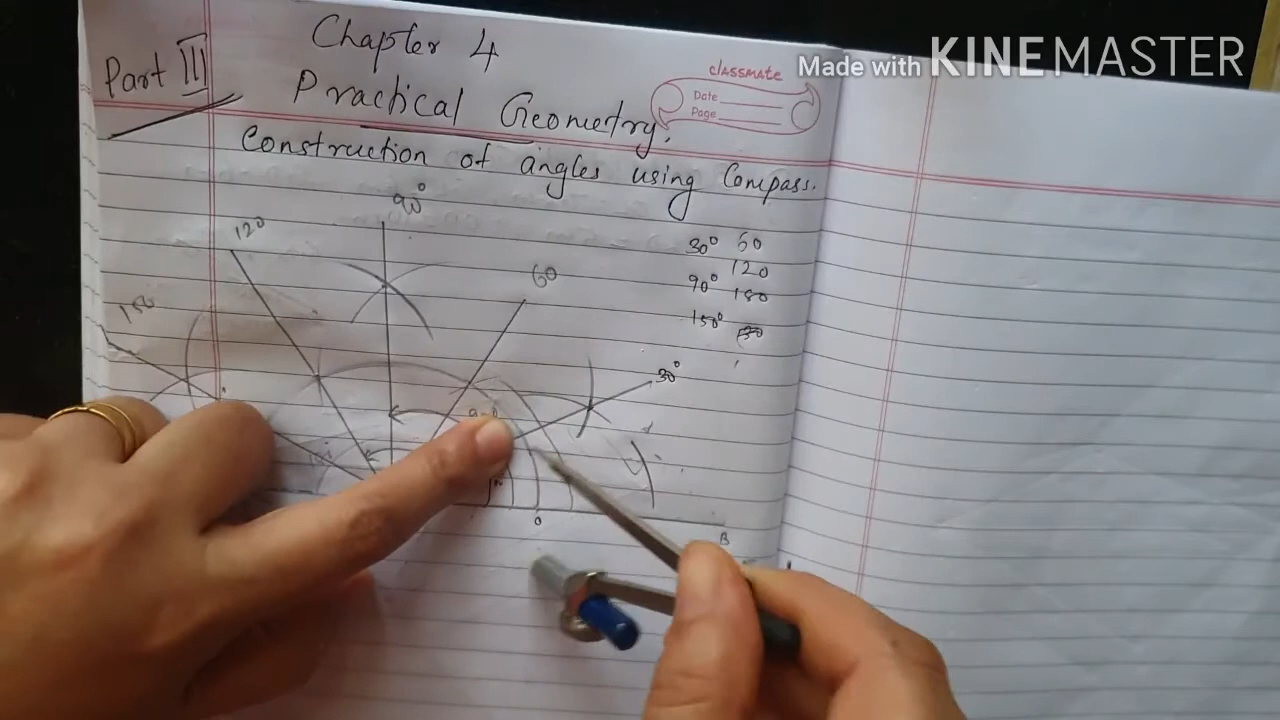 Made with KINEMASTER
Chapter 4
Part III
classmate
Date
Page
Practical Geometry.
Construction of angles using Compass.
90°
120
60
150
30°
30° 60
90° 120
180
150°
0
B